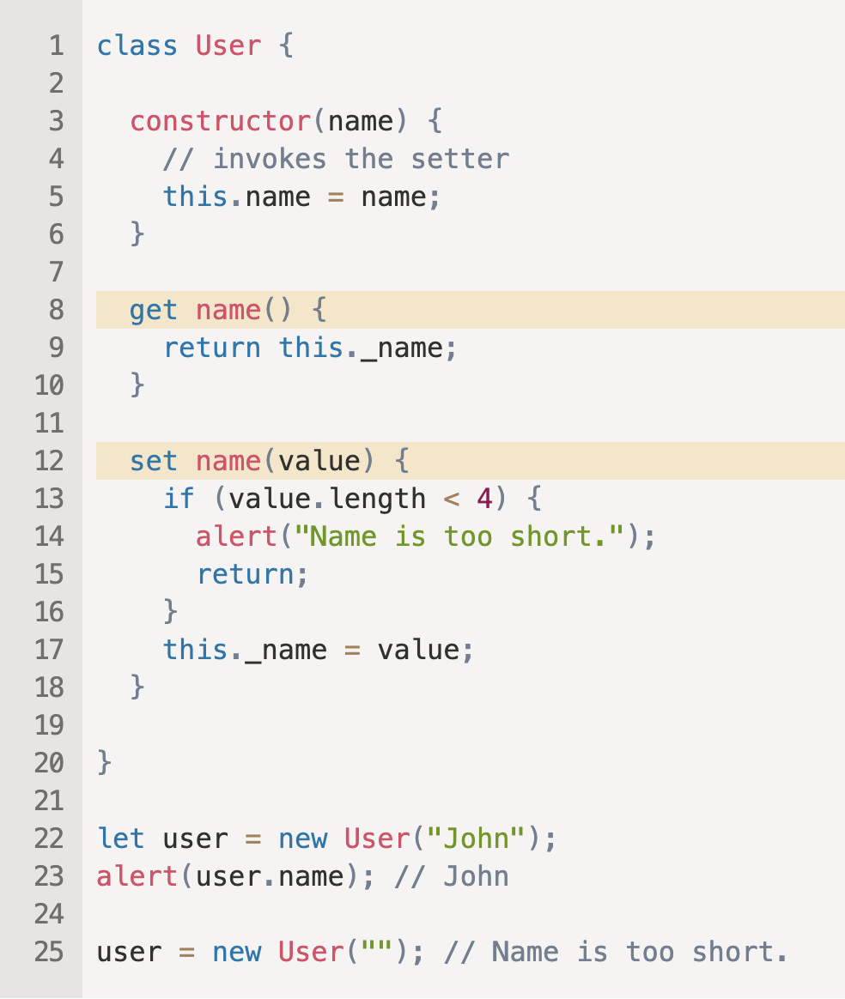 1 class User {
2
3   constructor(name) {
4     // invokes the setter
5     this.name = name;
6   }
7
8   get name() {
9     return this._name;
10   }
11
12   set name(value) {
13     if (value.length < 4) {
14       alert("Name is too short.");
15       return;
16     }
17     this._name = value;
18   }
19
20 }
21
22 let user = new User("John");
23 alert(user.name); // John
24
25 user = new User(""); // Name is too short.